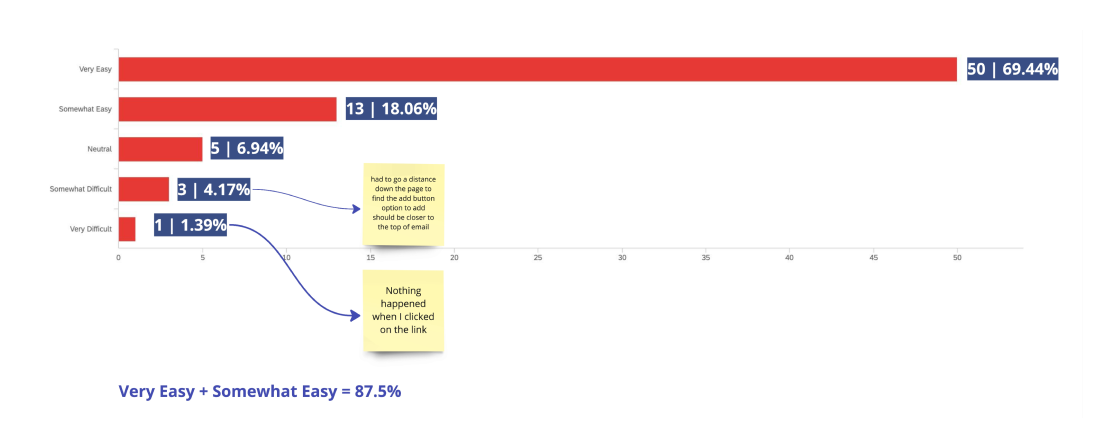 Very Easy
50 | 69.44%
Somewhat Easy
13 | 18.06%
Neutral
5 | 6.94%
Somewhat Difficult
3 | 4.17%
had to go a distance
down the page to
find the add button
option to add
should be closer to
the top of email
Very Difficult
1 | 1.39%
0 5 10 15 20 25 30 35 40 45 50
Nothing
happened
when I clicked
on the link
Very Easy + Somewhat Easy = 87.5%